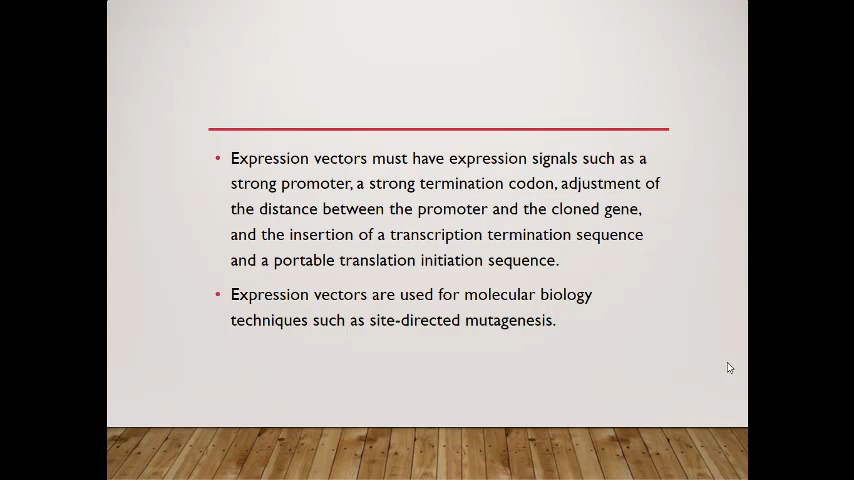 • Expression vectors must have expression signals such as a
strong promoter, a strong termination codon, adjustment of
the distance between the promoter and the cloned gene,
and the insertion of a transcription termination sequence
and a portable translation initiation sequence.
• Expression vectors are used for molecular biology
techniques such as site-directed mutagenesis.